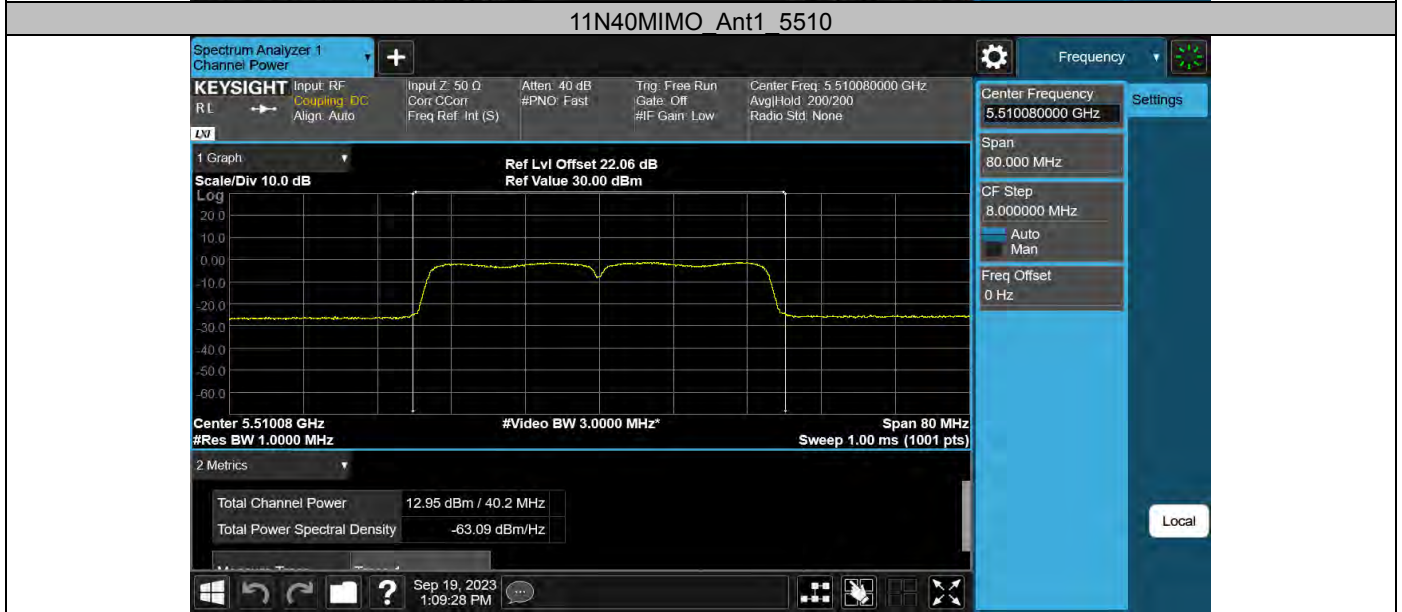 11N40MIMO_Ant1_5510
Spectrum Analyzer 1
Channel Power
+
Frequency
KEYSIGHT
RL
LXI
Input: RF
Coupling: DC
Align: Auto
Input Z: 50 Ω
Corr CCorr
Freq Ref: Int (S)
Atten: 40 dB
#PNO: Fast
Trig: Free Run
Gate: Off
#IF Gain: Low
Center Freq: 5.510080000 GHz
Avg|Hold: 200/200
Radio Std: None
Center Frequency
5.510080000 GHz
Settings
Span
80.000 MHz
CF Step
8.000000 MHz
Auto
Man
Freq Offset
0 Hz
Local
1 Graph
Scale/Div 10.0 dB
Ref Lvl Offset 22.06 dB
Ref Value 30.00 dBm
Log
20.0
10.0
0.00
-10.0
-20.0
-30.0
-40.0
-50.0
-60.0
Center 5.51008 GHz
#Res BW 1.0000 MHz
#Video BW 3.0000 MHz*
Span 80 MHz
Sweep 1.00 ms (1001 pts)
2 Metrics
Total Channel Power 12.95 dBm / 40.2 MHz
Total Power Spectral Density -63.09 dBm/Hz
?
Sep 19, 2023
1:09:28 PM